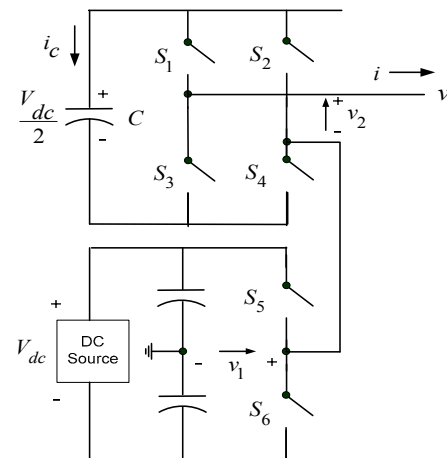 i_c
S_1
S_2
i
v
+
V_dc/2
C
-
+
v_2
-
S_3
S_4
+
S_5
V_dc
DC
Source
-
v_1
+
-
S_6